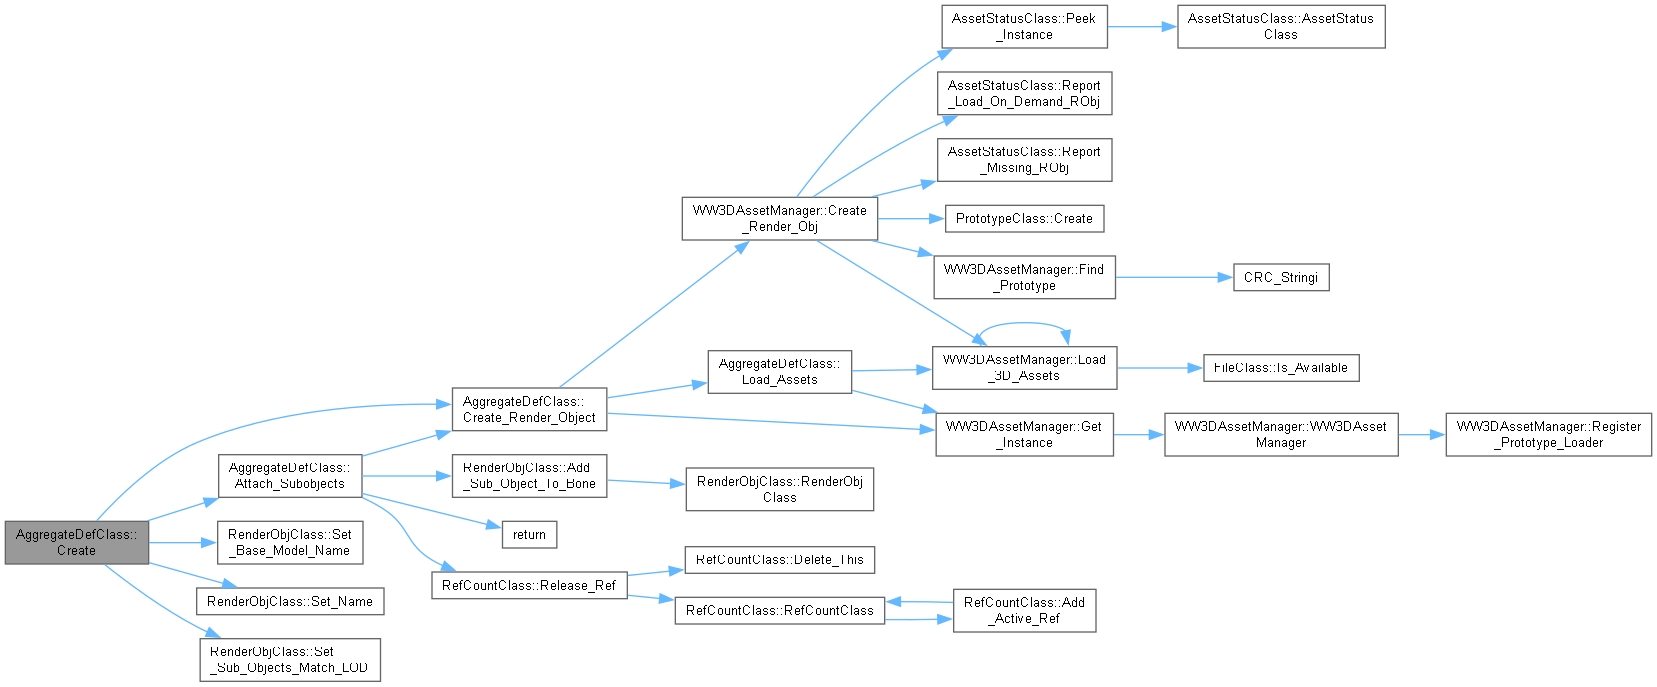 AssetStatusClass::Peek
_Instance
AssetStatusClass::AssetStatus
Class
AssetStatusClass::Report
_Load_On_Demand_RObj
AssetStatusClass::Report
_Missing_RObj
WW3DAssetManager::Create
_Render_Obj
PrototypeClass::Create
WW3DAssetManager::Find
_Prototype
CRC_Stringi
WW3DAssetManager::Load
_3D_Assets
FileClass::Is_Available
AggregateDefClass::
Load_Assets
AggregateDefClass::
Create_Render_Object
WW3DAssetManager::Get
_Instance
WW3DAssetManager::WW3DAsset
Manager
WW3DAssetManager::Register
_Prototype_Loader
AggregateDefClass::
Attach_Subobjects
RenderObjClass::Add
_Sub_Object_To_Bone
RenderObjClass::RenderObj
Class
return
AggregateDefClass::
Create
RenderObjClass::Set
_Base_Model_Name
RefCountClass::Release_Ref
RefCountClass::Delete_This
RefCountClass::RefCountClass
RefCountClass::Add
_Active_Ref
RenderObjClass::Set_Name
RenderObjClass::Set
_Sub_Objects_Match_LOD